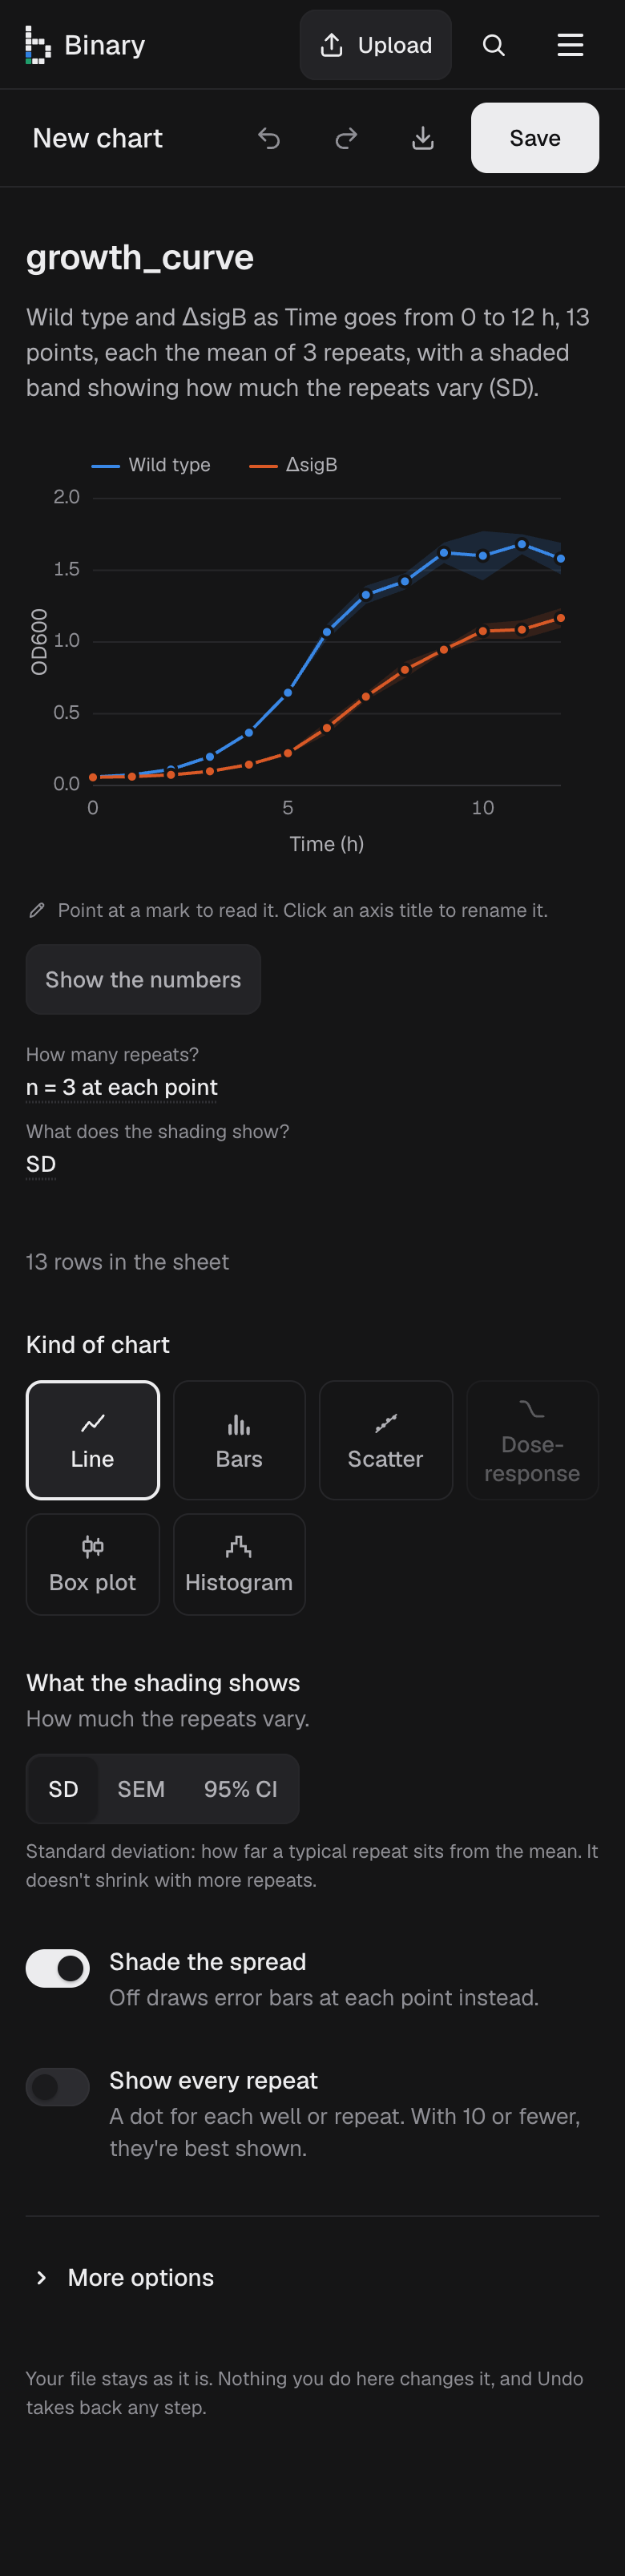 Binary
Upload
New chart
Save
growth_curve
Wild type and ΔsigB as Time goes from 0 to 12 h, 13
points, each the mean of 3 repeats, with a shaded
band showing how much the repeats vary (SD).
Wild type
ΔsigB
2.0
1.5
1.0
0.5
0.0
OD600
0
5
10
Time (h)
Point at a mark to read it. Click an axis title to rename it.
Show the numbers
How many repeats?
n = 3 at each point
What does the shading show?
SD
13 rows in the sheet
Kind of chart
Line
Bars
Scatter
Dose-
response
Box plot
Histogram
What the shading shows
How much the repeats vary.
SD
SEM
95% CI
Standard deviation: how far a typical repeat sits from the mean. It
doesn't shrink with more repeats.
Shade the spread
Off draws error bars at each point instead.
Show every repeat
A dot for each well or repeat. With 10 or fewer,
they're best shown.
More options
Your file stays as it is. Nothing you do here changes it, and Undo
takes back any step.